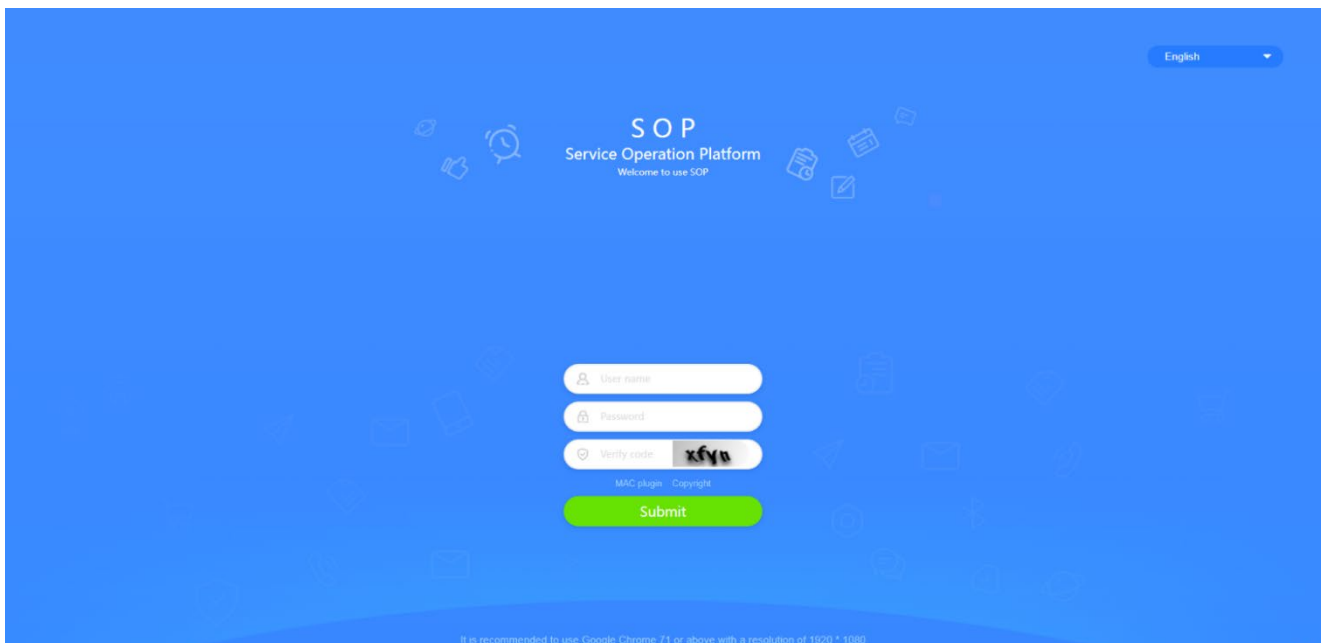 English
S O P
Service Operation Platform
Welcome to use SOP
User name
Password
Verify code xfyn
MAC plugin Copyright
Submit
It is recommended to use Google Chrome 71 or above with a resolution of 1920 * 1080